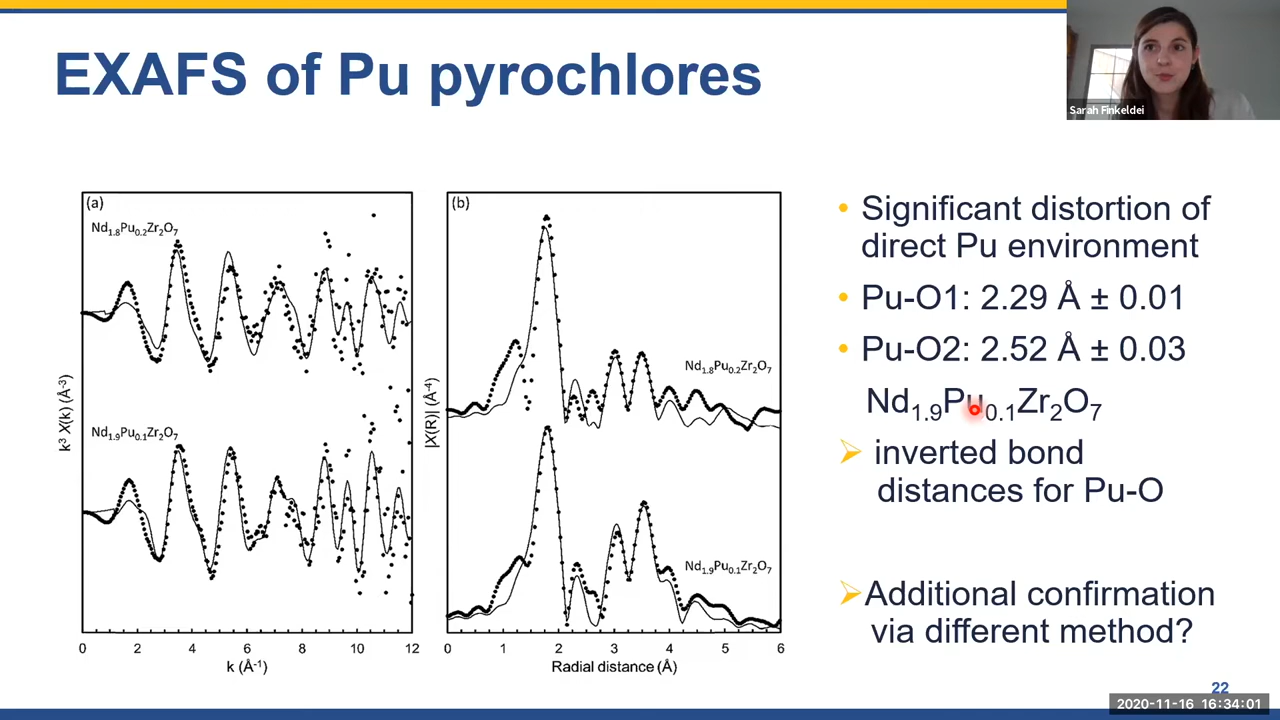 EXAFS of Pu pyrochlores
Sarah Finkeldei
(a)
Nd1.8Pu0.2Zr2O7
Nd1.9Pu0.1Zr2O7
k3 X(k) (Å-3)
0 2 4 6 8 10 12
k (Å-1)
(b)
Nd1.8Pu0.2Zr2O7
Nd1.9Pu0.1Zr2O7
|X(R)| (Å-4)
0 1 2 3 4 5 6
Radial distance (Å)
• Significant distortion of
direct Pu environment
• Pu-O1: 2.29 Å ± 0.01
• Pu-O2: 2.52 Å ± 0.03
Nd1.9Pu0.1Zr2O7
inverted bond
distances for Pu-O
Additional confirmation
via different method?
22
2020-11-16 16:34:01